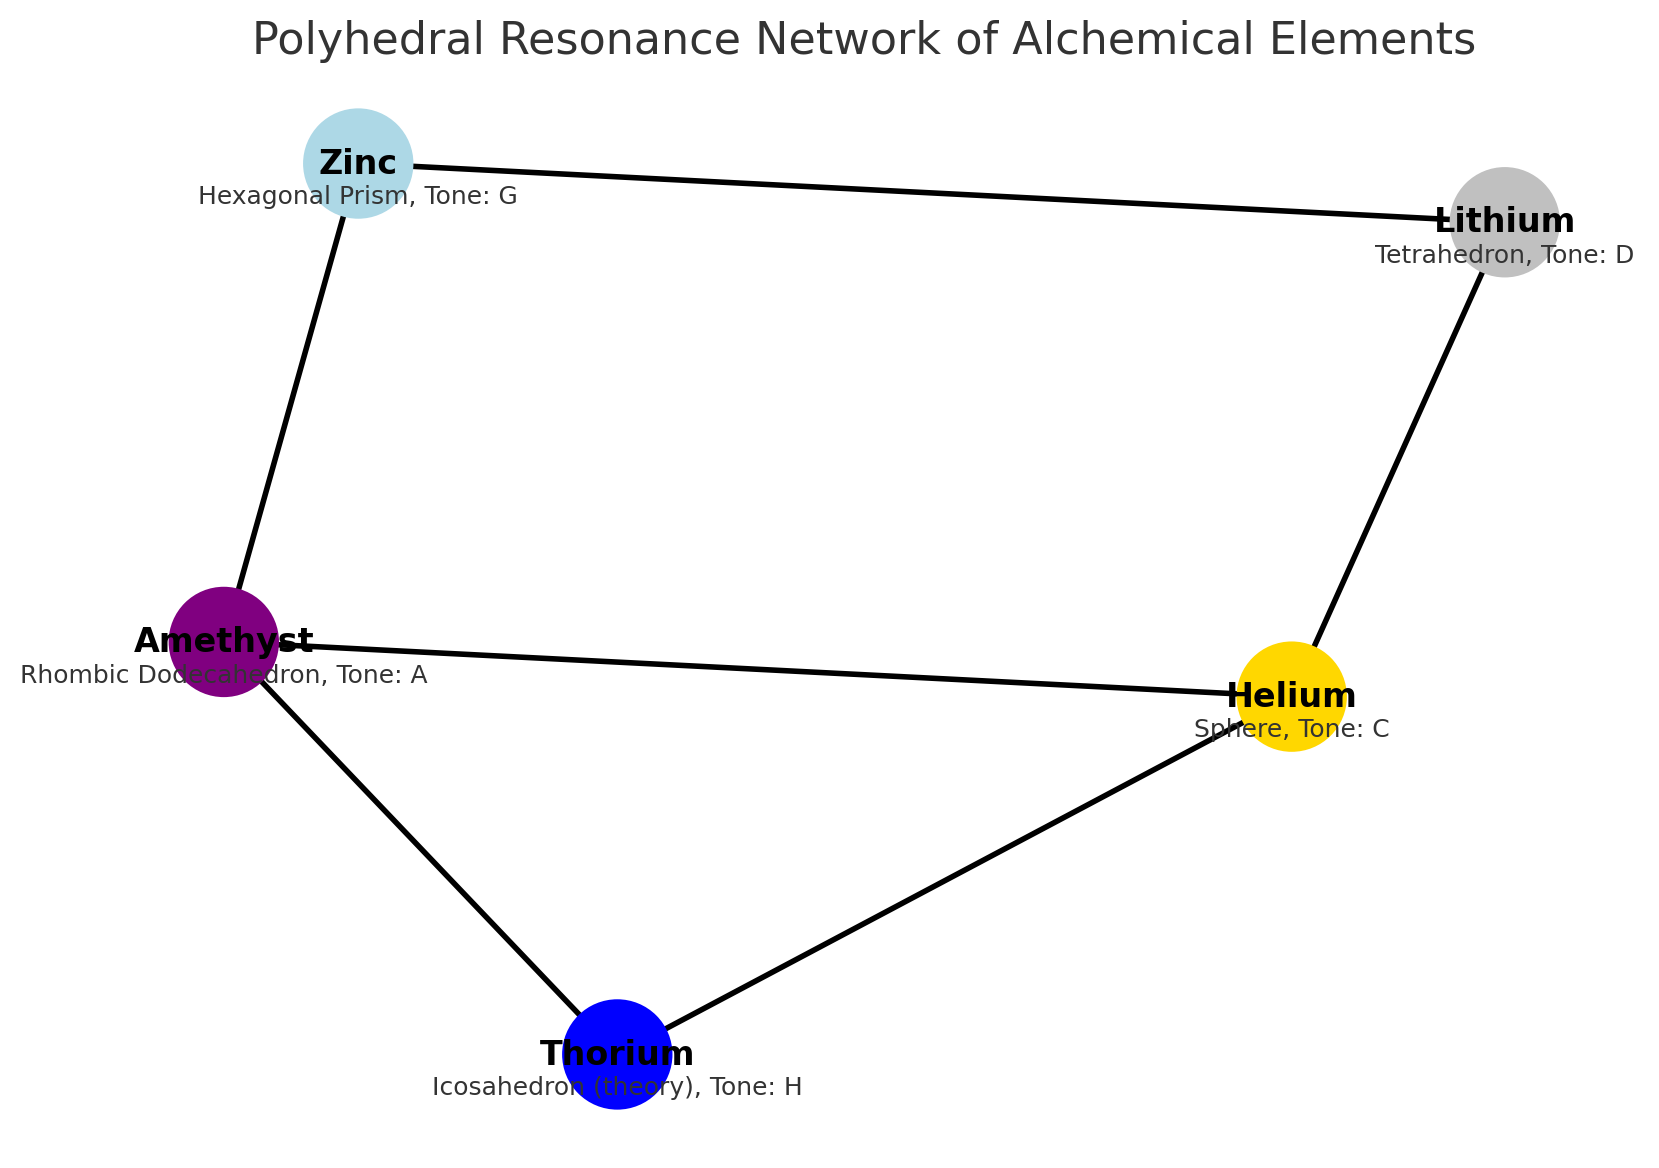 Polyhedral Resonance Network of Alchemical Elements
Zinc
Hexagonal Prism, Tone: G
Lithium
Tetrahedron, Tone: D
Amethyst
Rhombic Dodecahedron, Tone: A
Helium
Sphere, Tone: C
Thorium
Icosahedron (theory), Tone: H